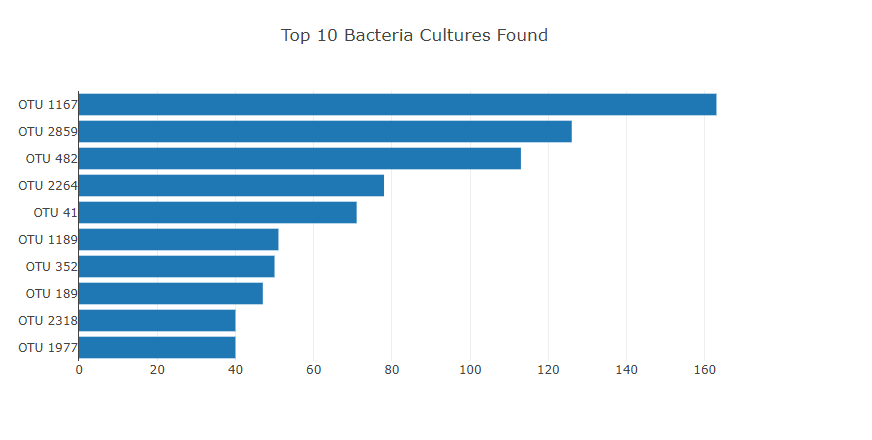 Top 10 Bacteria Cultures Found
OTU 1167
OTU 2859
OTU 482
OTU 2264
OTU 41
OTU 1189
OTU 352
OTU 189
OTU 2318
OTU 1977
0 20 40 60 80 100 120 140 160